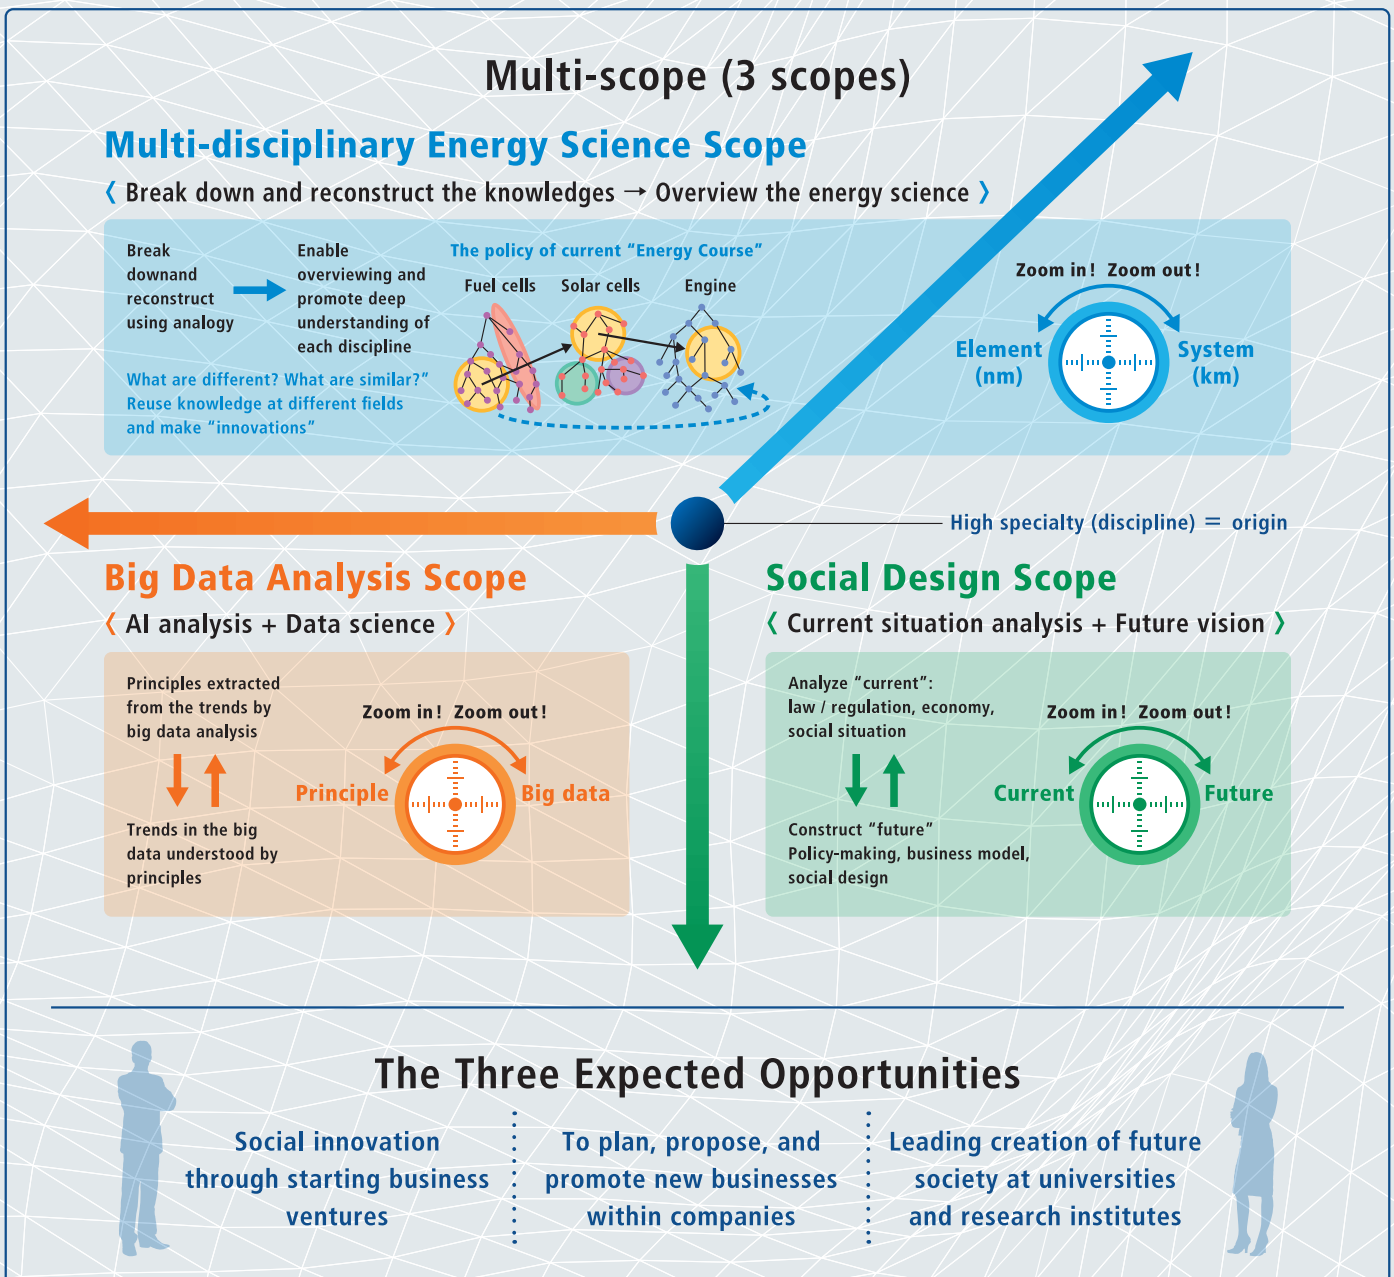 Multi-scope (3 scopes)
Multi-disciplinary Energy Science Scope
⟨ Break down and reconstruct the knowledges → Overview the energy science ⟩
Break
downand
reconstruct
using analogy
Enable
overviewing and
promote deep
understanding of
each discipline
What are different? What are similar?”
Reuse knowledge at different fields
and make “innovations”
The policy of current “Energy Course”
Fuel cells
Solar cells
Engine
Zoom in! Zoom out!
Element
(nm)
System
(km)
High specialty (discipline) = origin
Big Data Analysis Scope
⟨ AI analysis + Data science ⟩
Principles extracted
from the trends by
big data analysis
Trends in the big
data understood by
principles
Zoom in! Zoom out!
Principle
Big data
Social Design Scope
⟨ Current situation analysis + Future vision ⟩
Analyze “current”:
law / regulation, economy,
social situation
Construct “future”
Policy-making, business model,
social design
Zoom in! Zoom out!
Current
Future
The Three Expected Opportunities
Social innovation
through starting business
ventures
To plan, propose, and
promote new businesses
within companies
Leading creation of future
society at universities
and research institutes